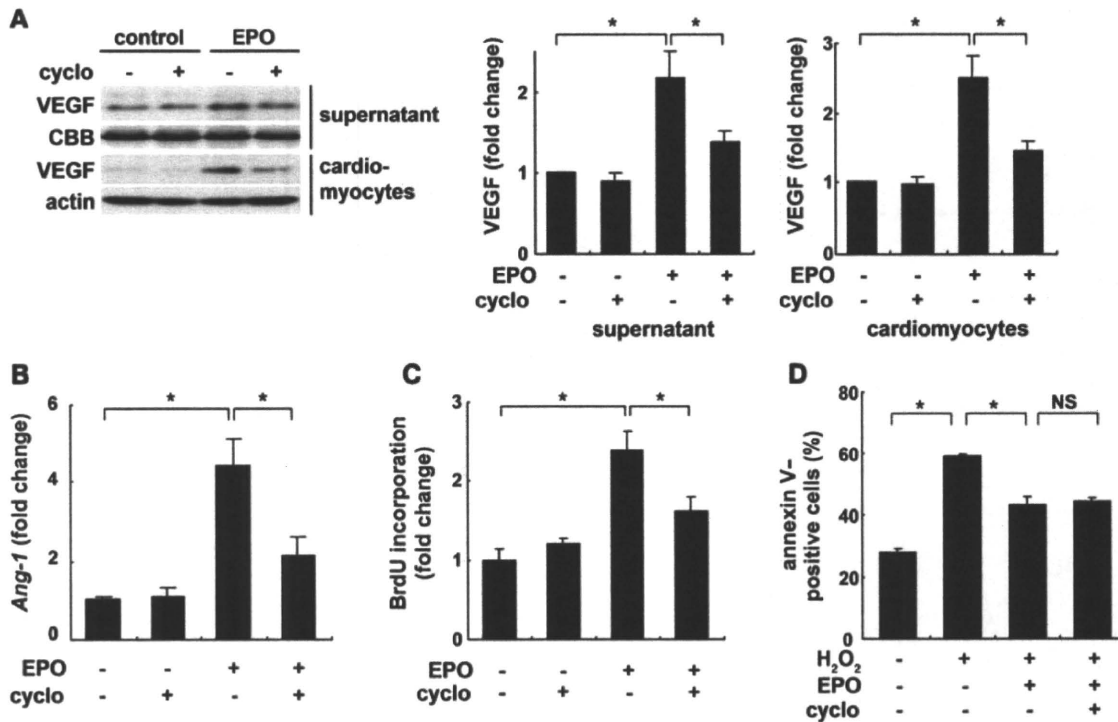 A
control EPO
cyclo - + - +
VEGF
CBB
supernatant
VEGF
actin
cardio-
myocytes
VEGF (fold change)
2
1
0
* *
EPO - - + +
cyclo - + - +
supernatant
VEGF (fold change)
3
2
1
0
* *
EPO - - + +
cyclo - + - +
cardiomyocytes
B
Ang-1 (fold change)
6
4
2
0
* *
EPO - - + +
cyclo - + - +
C
BrdU incorporation
(fold change)
3
2
1
0
* *
EPO - - + +
cyclo - + - +
D
annexin V–
positive cells (%)
80
60
40
20
0
* * NS
H₂O₂ - + + +
EPO - - + +
cyclo - - - +